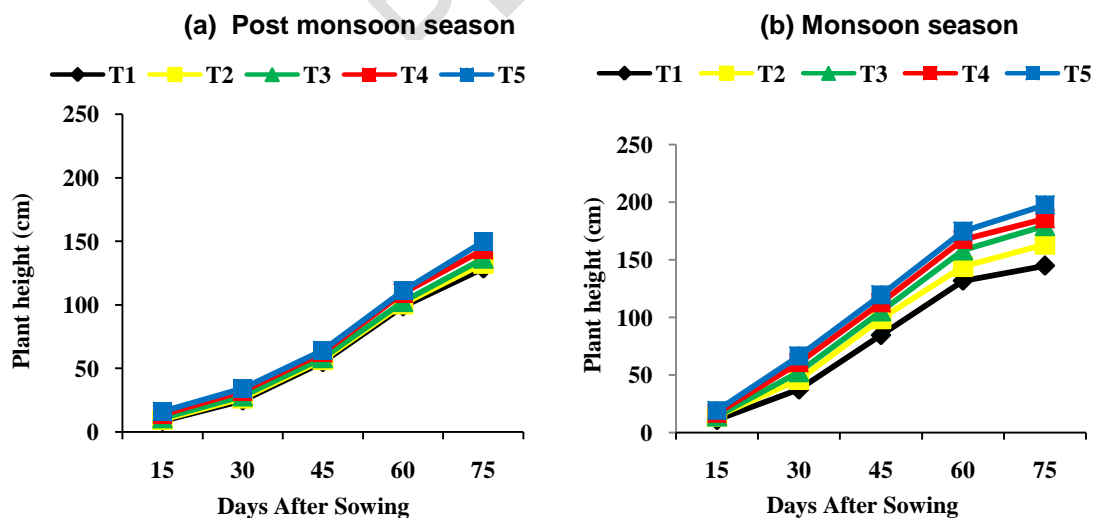 (a) Post monsoon season
T1 T2 T3 T4 T5
250
200
150
100
50
0
Plant height (cm)
15 30 45 60 75
Days After Sowing
(b) Monsoon season
T1 T2 T3 T4 T5
250
200
150
100
50
0
Plant height (cm)
15 30 45 60 75
Days After Sowing